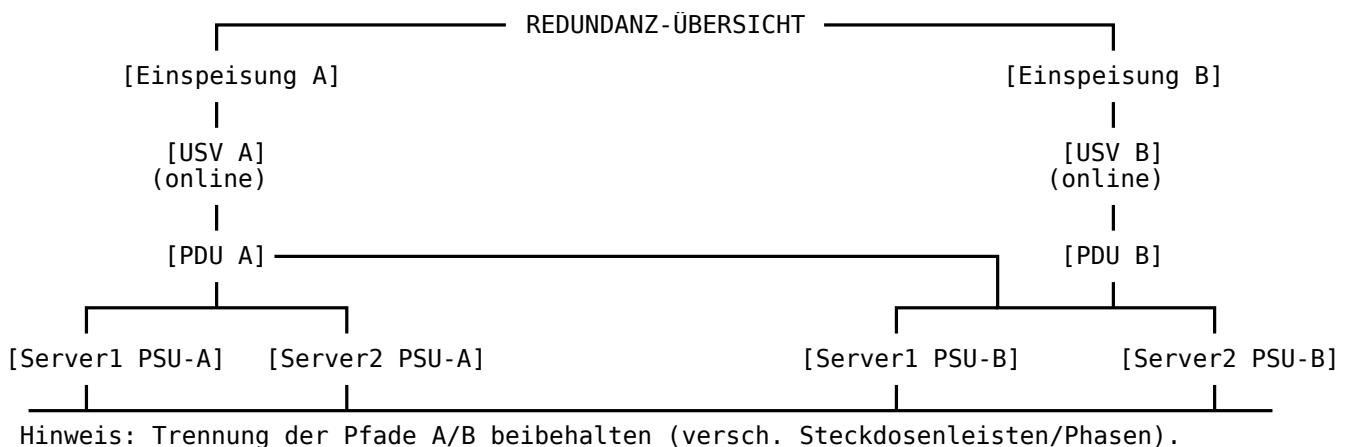 REDUNDANZ-ÜBERSICHT
[Einspeisung A] [Einspeisung B]
[USV A] [USV B]
(online) (online)
[PDU A] [PDU B]
[Server1 PSU-A] [Server2 PSU-A] [Server1 PSU-B] [Server2 PSU-B]
Hinweis: Trennung der Pfade A/B beibehalten (versch. Steckdosenleisten/Phasen).